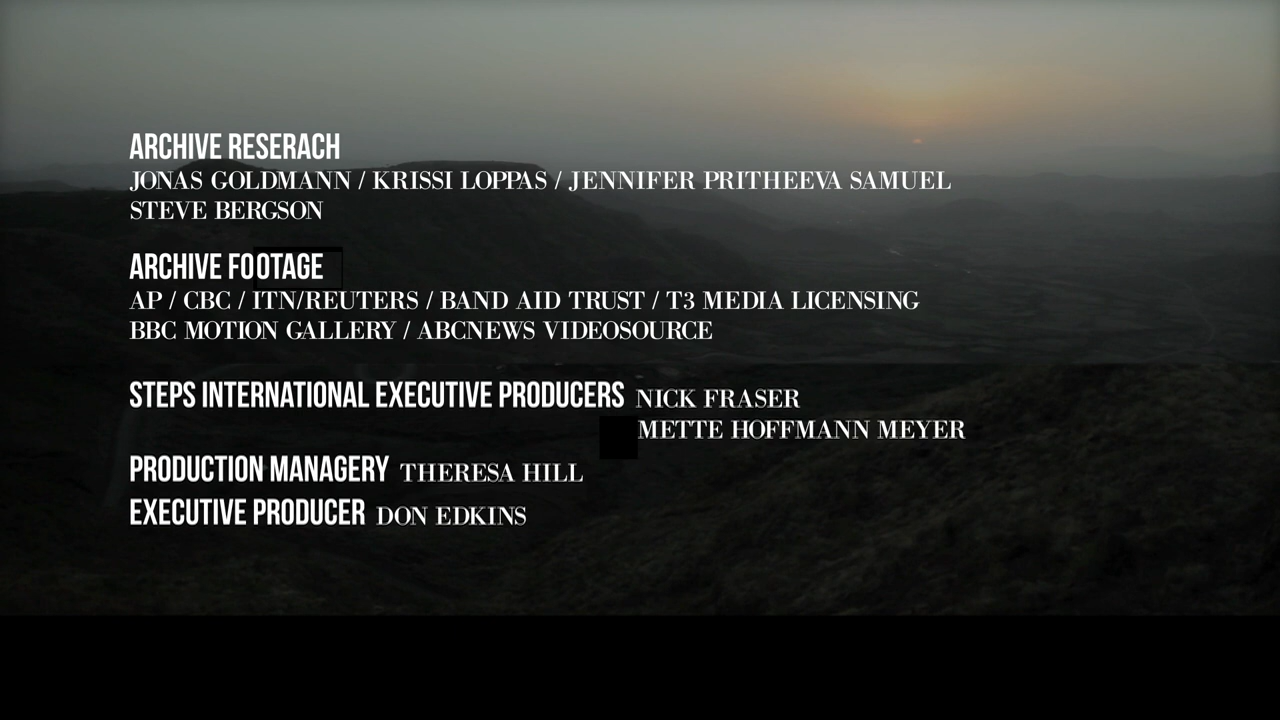 ARCHIVE RESERACH
JONAS GOLDMANN / KRISSI LOPPAS / JENNIFER PRITHEEVA SAMUEL
STEVE BERGSON
ARCHIVE FOOTAGE
AP / CBC / ITN/REUTERS / BAND AID TRUST / T3 MEDIA LICENSING
BBC MOTION GALLERY / ABCNEWS VIDEOSOURCE
STEPS INTERNATIONAL EXECUTIVE PRODUCERS NICK FRASER
METTE HOFFMANN MEYER
PRODUCTION MANAGERY THERESA HILL
EXECUTIVE PRODUCER DON EDKINS